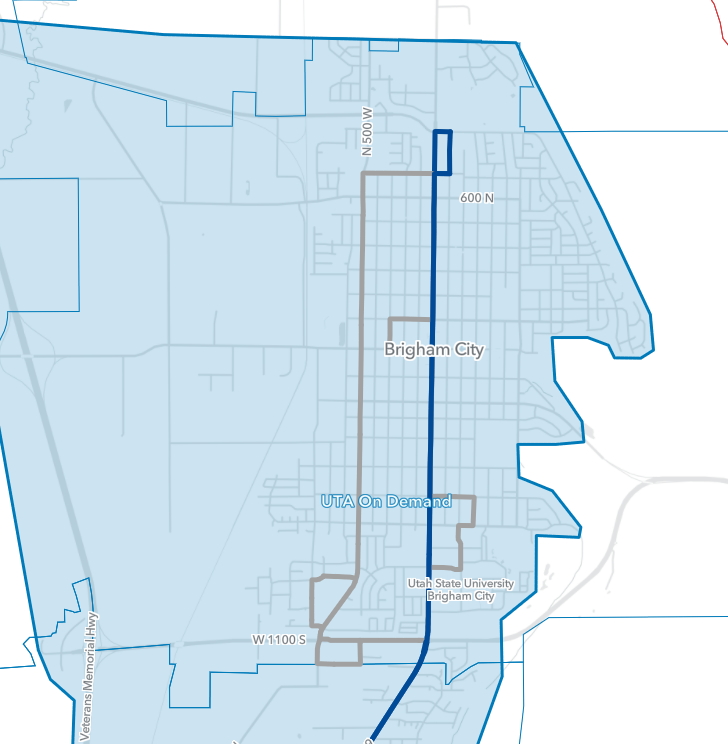 N 500 W
600 N
Brigham City
UTA On Demand
Utah State University
Brigham City
W 1100 S
Veterans Memorial Hwy